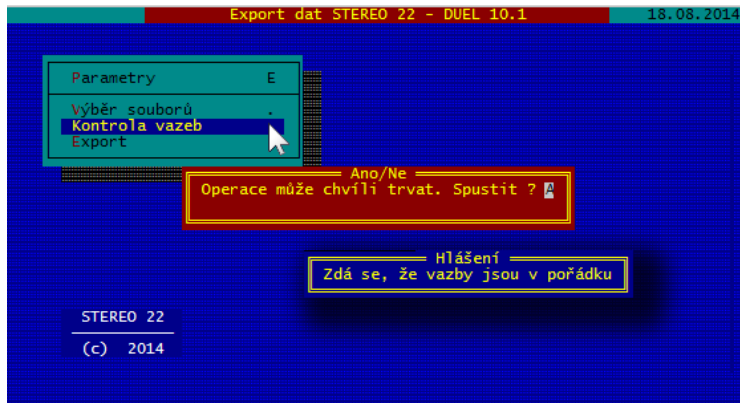 Export dat STEREO 22 - DUEL 10.1 18.08.2014
Parametry E
Výběr souborů .
Kontrola vazeb
Export
Ano/Ne
Operace může chvíli trvat. Spustit ? A
Hlášení
Zdá se, že vazby jsou v pořádku
STEREO 22
(c) 2014